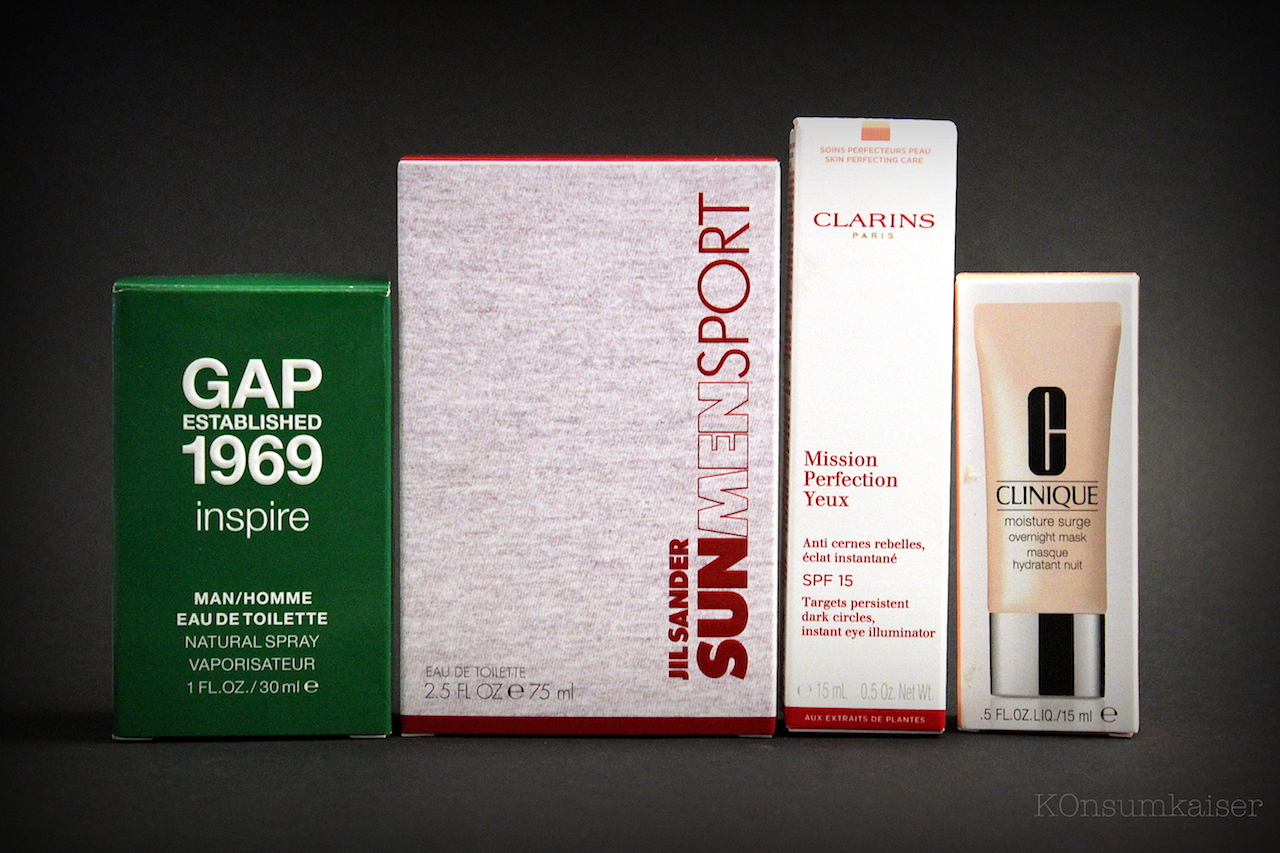 GAP
ESTABLISHED
1969
inspire
MAN/HOMME
EAU DE TOILETTE
NATURAL SPRAY
VAPORISATEUR
1 FL.OZ./30 ml ℮
JIL SANDER
SUN/MENSPORT
EAU DE TOILETTE
2.5 FL OZ ℮ 75 ml
SOINS PERFECTEURS PEAU
SKIN PERFECTING CARE
CLARINS
PARIS
Mission
Perfection
Yeux
Anti cernes rebelles,
éclat instantané
SPF 15
Targets persistent
dark circles,
instant eye illuminator
℮ 15 mL 0.5 Oz. Net Wt.
AUX EXTRAITS DE PLANTES
C
CLINIQUE
moisture surge
overnight mask
masque
hydratant nuit
.5 FL.OZ.LIQ./15 ml ℮
KOnsumkaiser